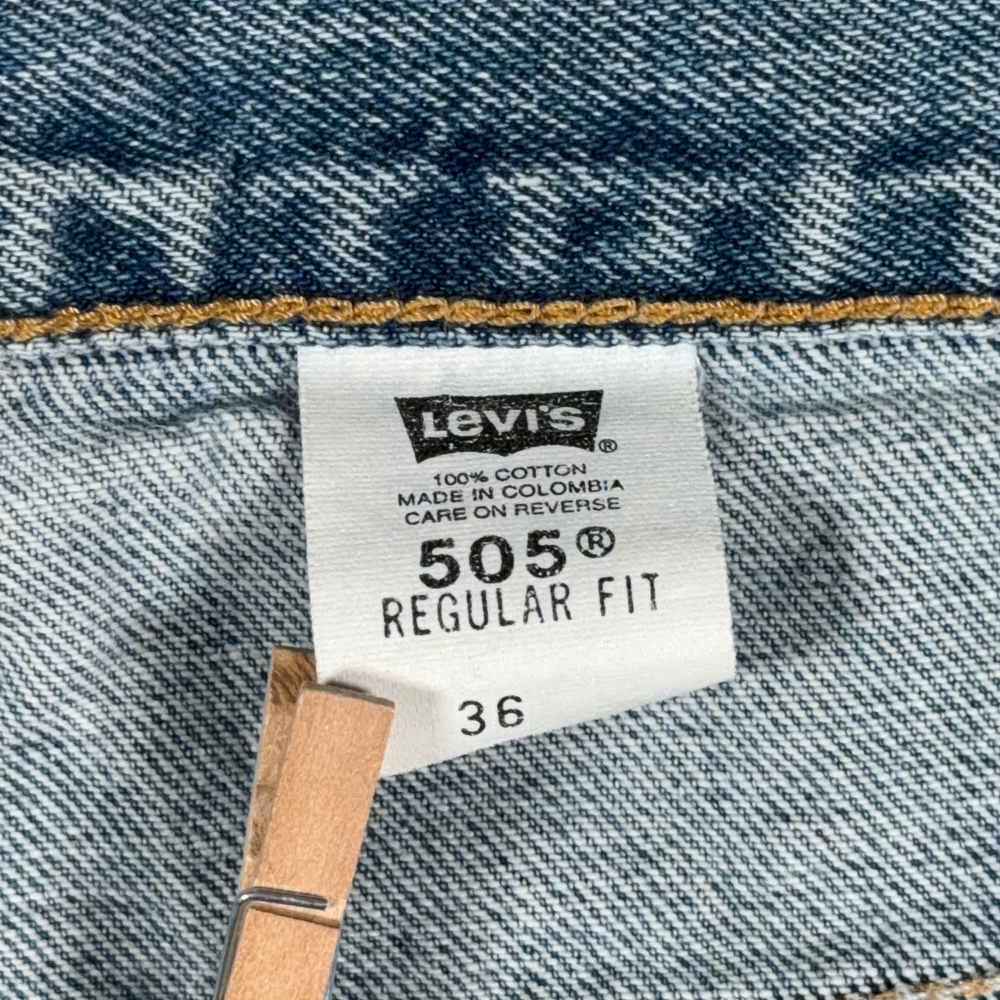 LEVI'S®
100% COTTON
MADE IN COLOMBIA
CARE ON REVERSE
505®
REGULAR FIT
36